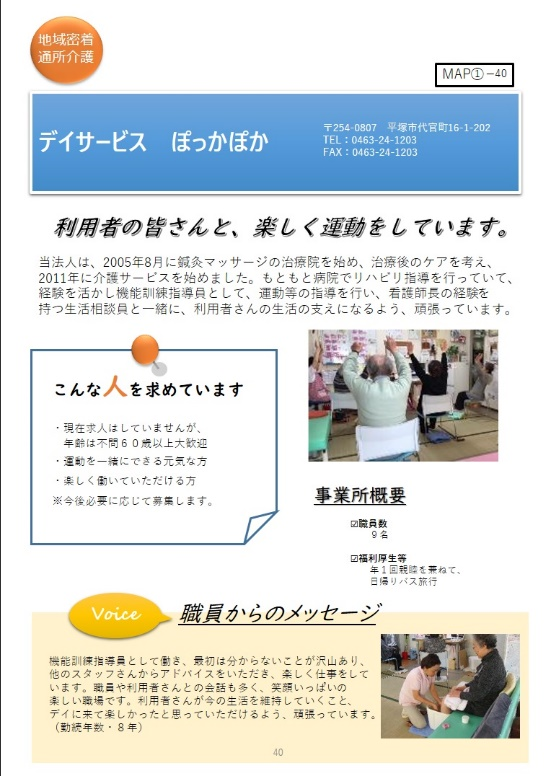 地域密着
通所介護
MAP①－40
デイサービス　ぽっかぽか
〒254-0807　平塚市代官町16-1-202
TEL：0463-24-1203
FAX：0463-24-1203
利用者の皆さんと、楽しく運動をしています。
当法人は、2005年8月に鍼灸マッサージの治療院を始め、治療後のケアを考え、
2011年に介護サービスを始めました。もともと病院でリハビリ指導を行っていて、
経験を活かし機能訓練指導員として、運動等の指導を行い、看護師長の経験を
持つ生活相談員と一緒に、利用者さんの生活の支えになるよう、頑張っています。
こんな人を求めています
・現在求人はしていませんが、
年齢は不問６０歳以上大歓迎
・運動を一緒にできる元気な方
・楽しく働いていただける方
※今後必要に応じて募集します。
事業所概要
☑職員数
９名
☑福利厚生等
年１回親睦を兼ねて、
日帰りバス旅行
Voice
職員からのメッセージ
機能訓練指導員として働き、最初は分からないことが沢山あり、
他のスタッフさんからアドバイスをいただき、楽しく仕事をして
います。職員や利用者さんとの会話も多く、笑顔いっぱいの
楽しい職場です。利用者さんが今の生活を維持していくこと、
デイに来て楽しかったと思っていただけるよう、頑張っています。
（勤続年数・８年）
40